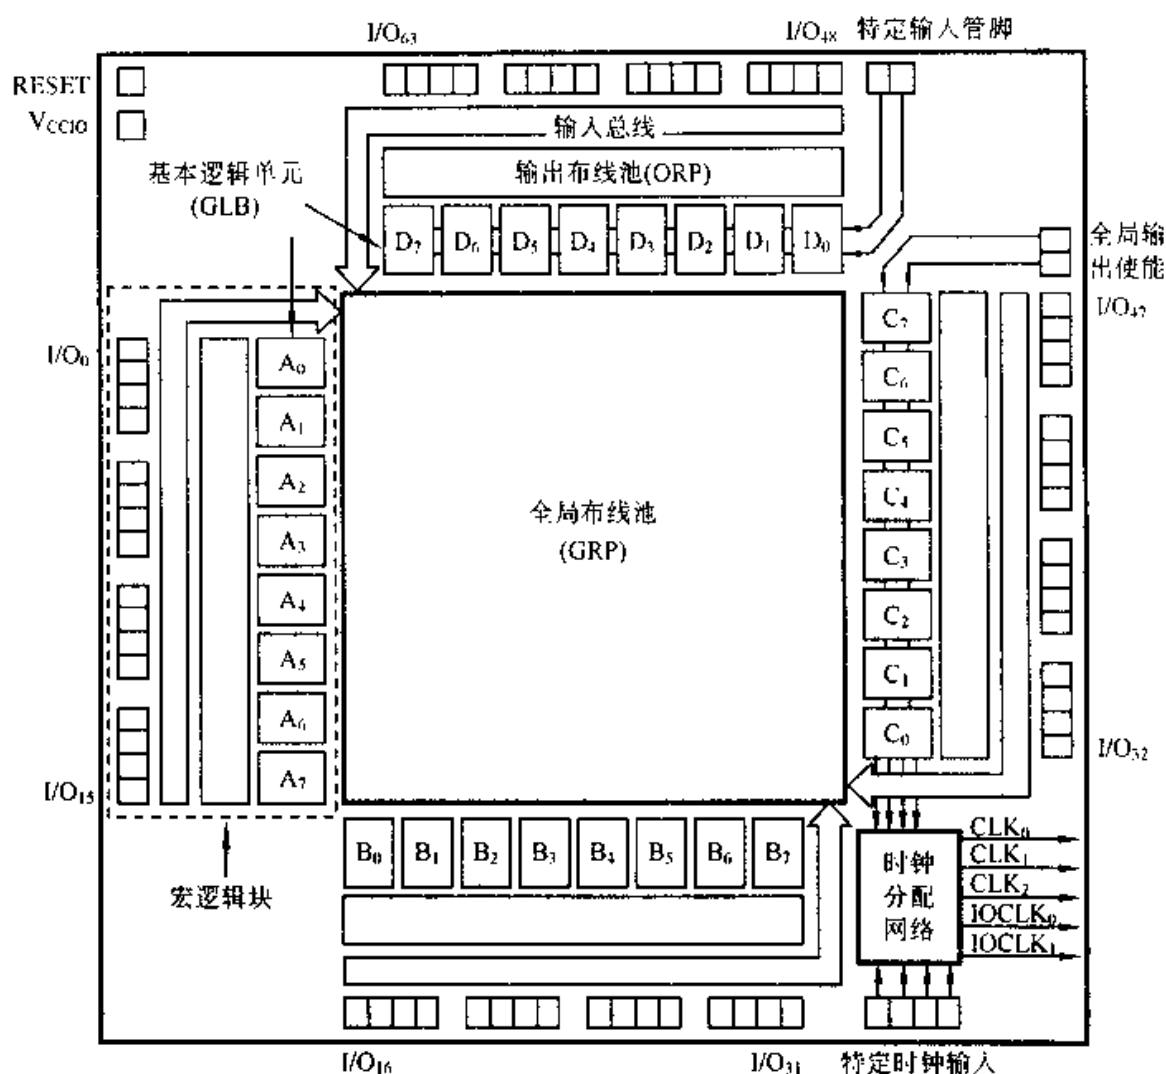 I/O₆₃
I/O₄₈ 特定输入管脚
RESET
V_CCIO
输入总线
基本逻辑单元
(GLB)
输出布线池(ORP)
D₇ D₆ D₅ D₄ D₃ D₂ D₁ D₀
全局输
出使能
I/O₄₇
I/O₀
A₀
A₁
A₂
A₃
A₄
A₅
A₆
A₇
I/O₁₅
全局布线池
(GRP)
C₇
C₆
C₅
C₄
C₃
C₂
C₁
C₀
I/O₃₂
宏逻辑块
B₀ B₁ B₂ B₃ B₄ B₅ B₆ B₇
时钟
分配
网络
CLK₀
CLK₁
CLK₂
IOCLK₀
IOCLK₁
I/O₁₆
I/O₃₁
特定时钟输入